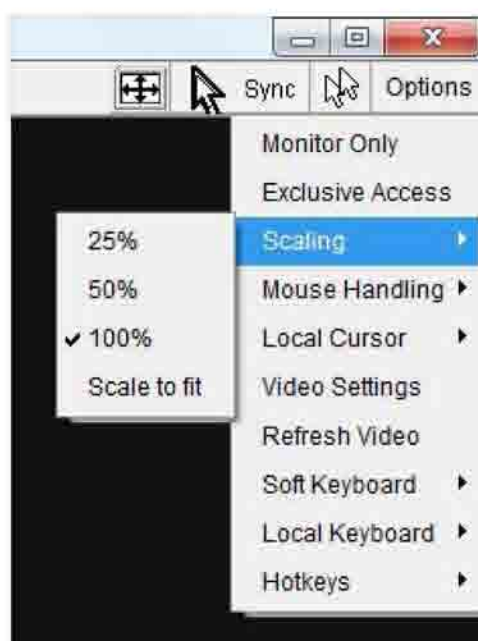 Sync
Options
Monitor Only
Exclusive Access
Scaling
Mouse Handling
Local Cursor
Video Settings
Refresh Video
Soft Keyboard
Local Keyboard
Hotkeys
25%
50%
100%
Scale to fit